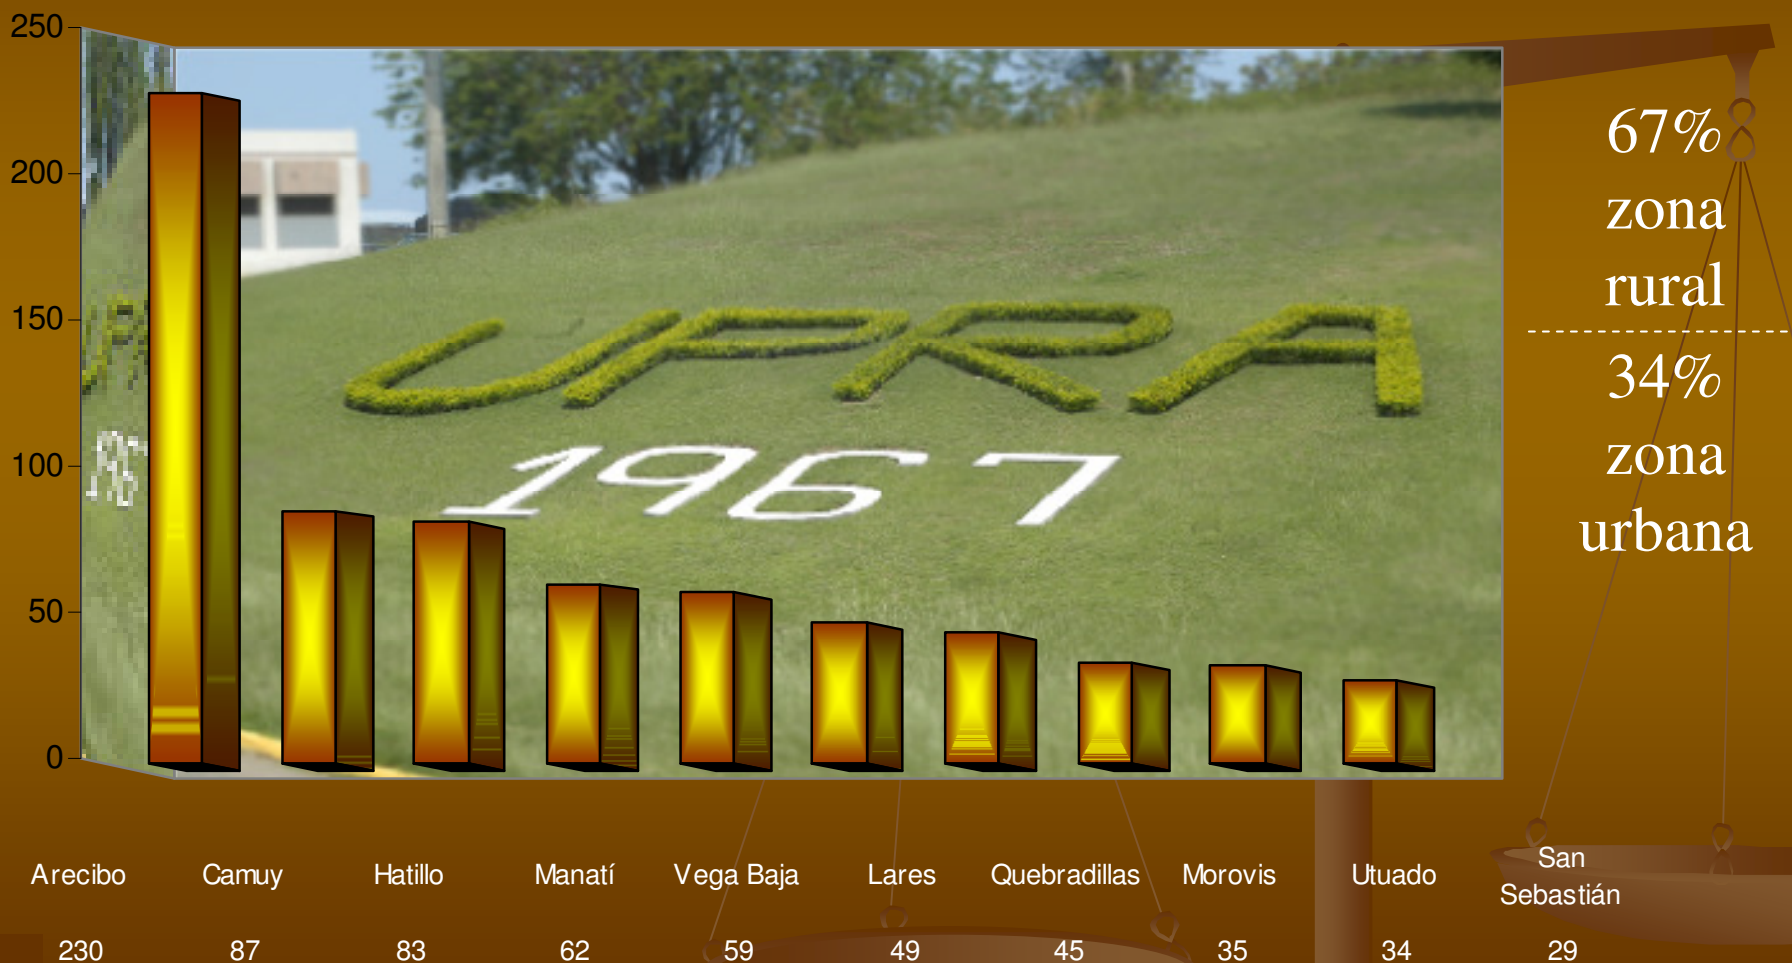 250
200
150
100
50
0
UPRA
1967
67%
zona
rural
34%
zona
urbana
Arecibo Camuy Hatillo Manatí Vega Baja Lares Quebradillas Morovis Utuado San Sebastián
230 87 83 62 59 49 45 35 34 29